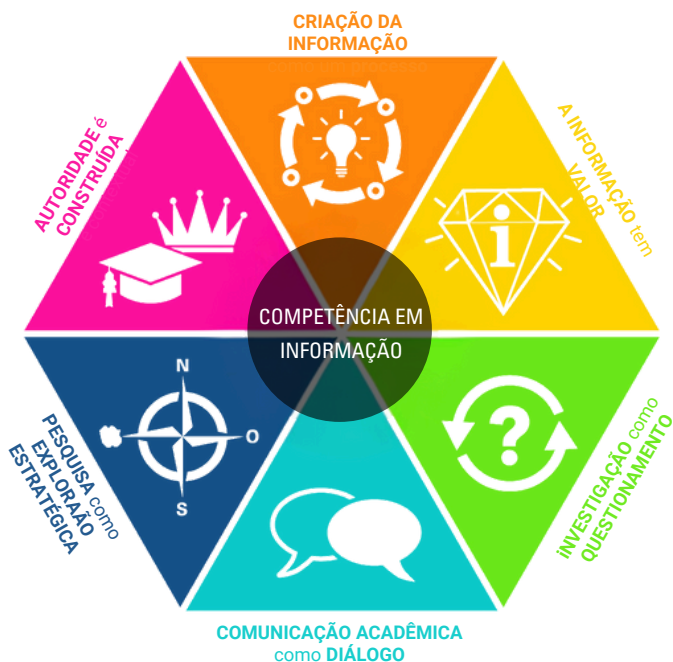 CRIAÇÃO DA
INFORMAÇÃO
AUTORIDADE é
CONSTRUÍDA
A INFORMAÇÃO tem
VALOR
i
COMPETÊNCIA EM
INFORMAÇÃO
N
O
S
?
PESQUISA como
EXPLORAÃO
ESTRATÉGICA
iNVESTIGAÇÃO como
QUESTIONAMENTO
COMUNICAÇÃO ACADÊMICA
como DIÁLOGO